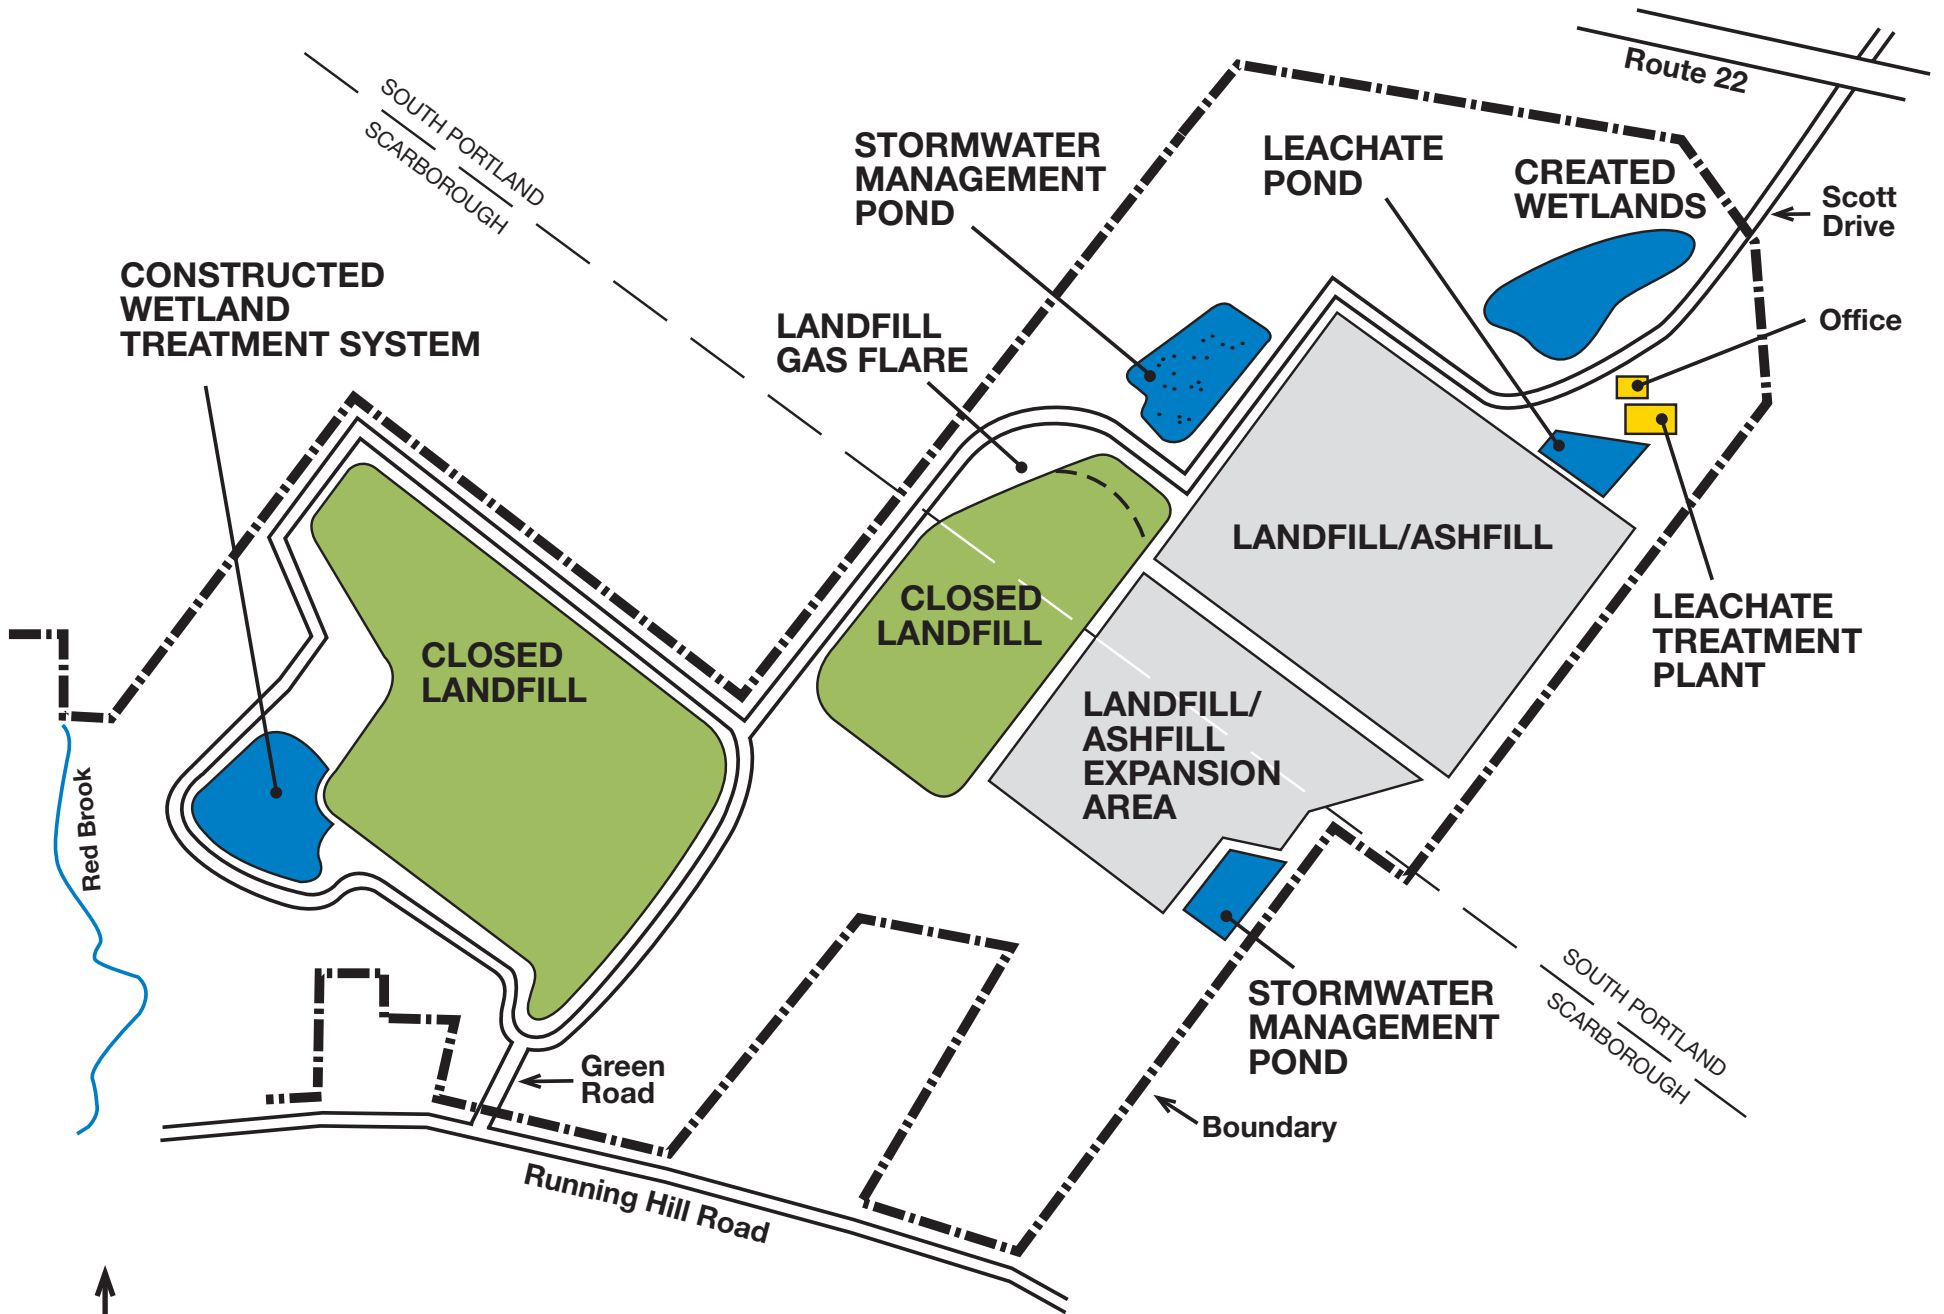 Route 22
SOUTH PORTLAND
SCARBOROUGH
STORMWATER
MANAGEMENT
POND
LEACHATE
POND
CREATED
WETLANDS
Scott
Drive
CONSTRUCTED
WETLAND
TREATMENT SYSTEM
LANDFILL
GAS FLARE
Office
LANDFILL/ASHFILL
CLOSED
LANDFILL
LEACHATE
TREATMENT
PLANT
CLOSED
LANDFILL
LANDFILL/
ASHFILL
EXPANSION
AREA
Red Brook
SOUTH PORTLAND
SCARBOROUGH
STORMWATER
MANAGEMENT
POND
Green
Road
Boundary
Running Hill Road